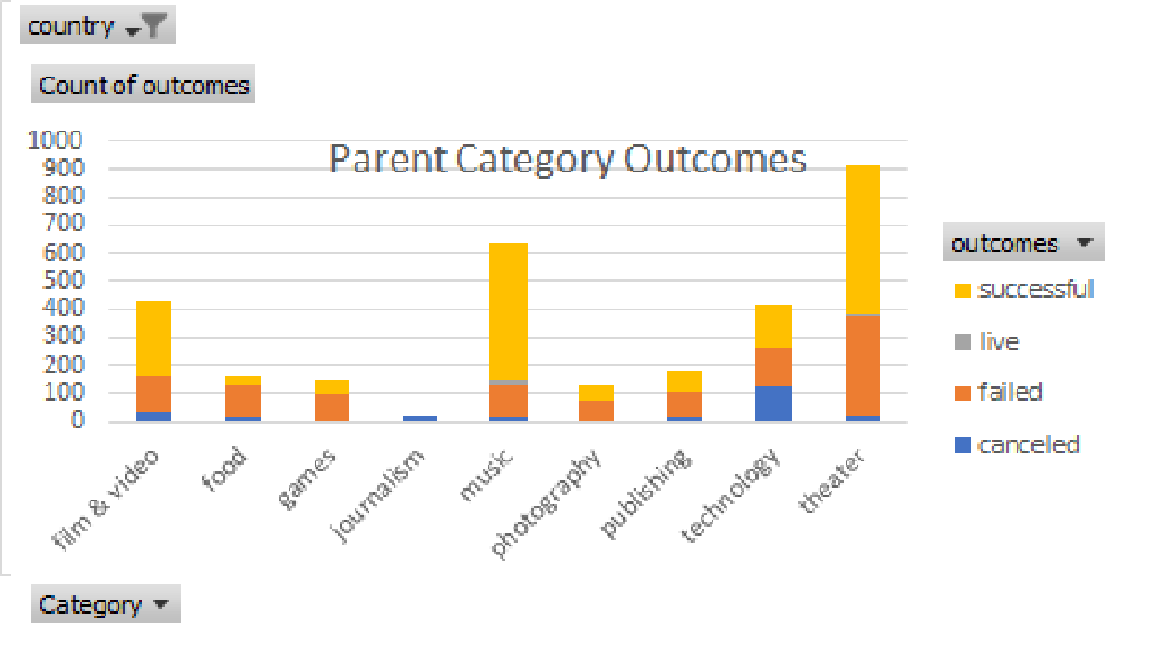 country
Count of outcomes
Parent Category Outcomes
1000
900
800
700
600
500
400
300
200
100
0
film & video
food
games
journalism
music
photography
publishing
technology
theater
outcomes
successful
live
failed
canceled
Category